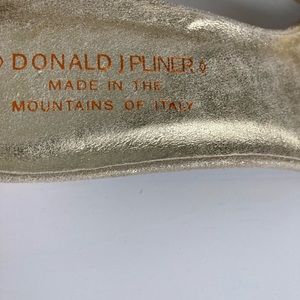 DONALD J PLINER
MADE IN THE
MOUNTAINS OF ITALY